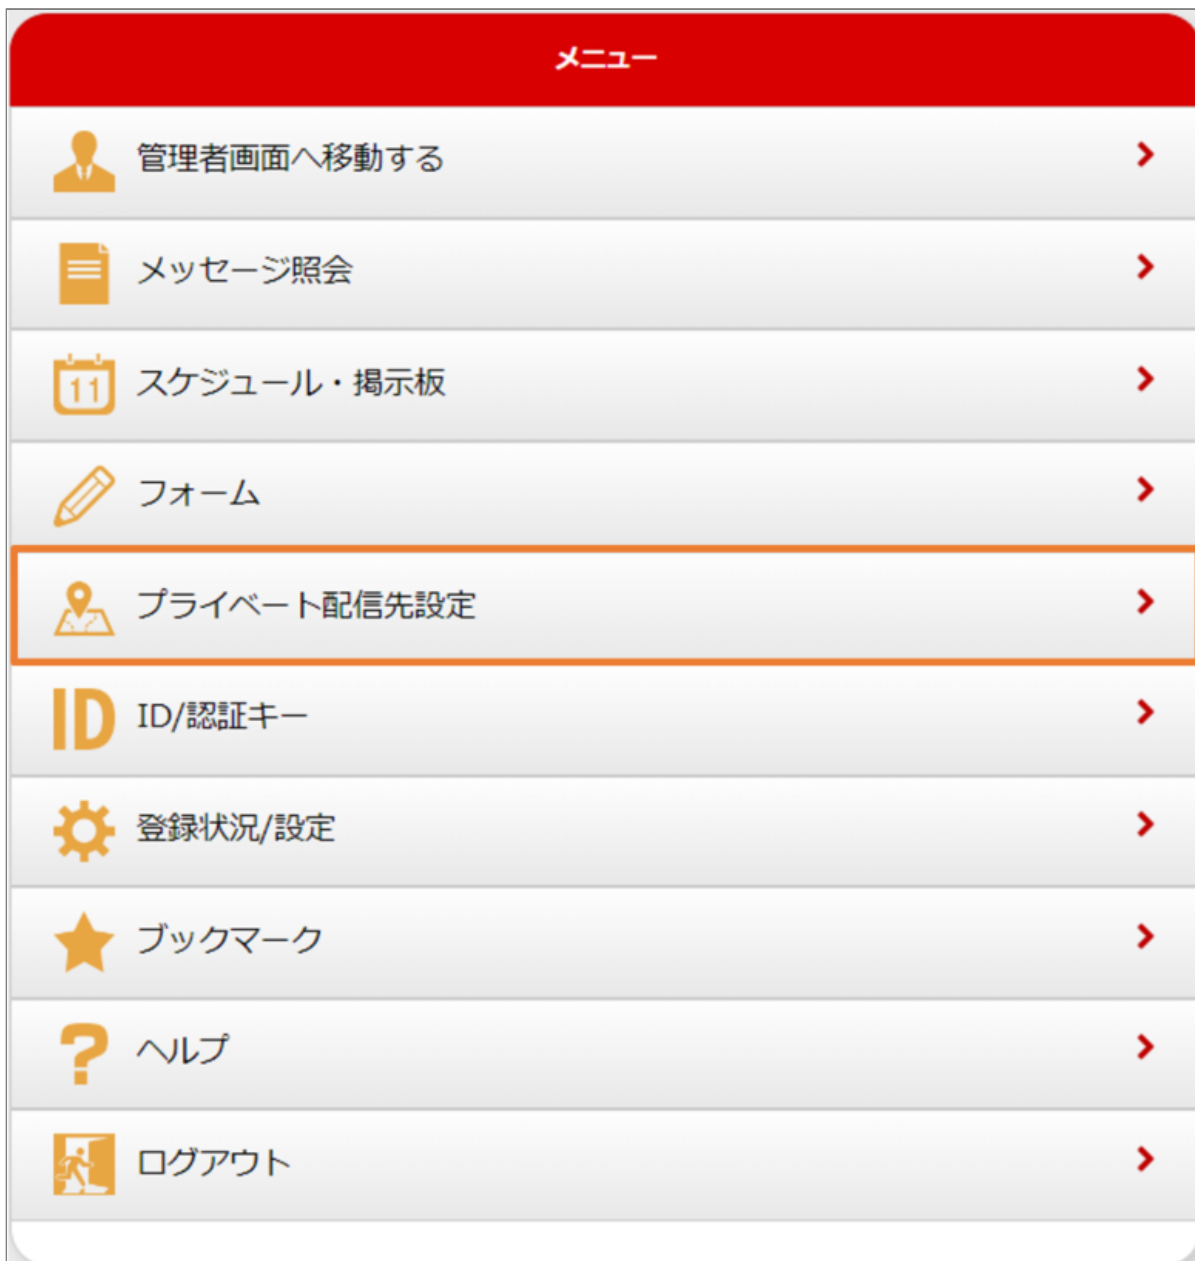 メニュー
管理者画面へ移動する
メッセージ照会
11
スケジュール・掲示板
フォーム
プライベート配信先設定
ID
ID/認証キー
登録状況/設定
ブックマーク
?
ヘルプ
ログアウト